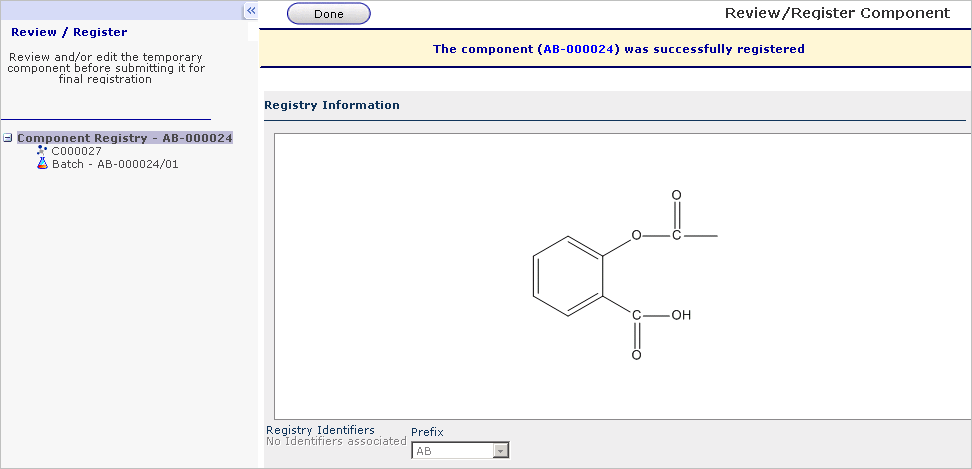 «
Done
Review/Register Component
Review / Register
Review and/or edit the temporary
component before submitting it for
final registration
The component (AB-000024) was successfully registered
Component Registry - AB-000024
C000027
Batch - AB-000024/01
Registry Information
O
O
C
C
OH
O
Registry Identifiers
No Identifiers associated
Prefix
AB